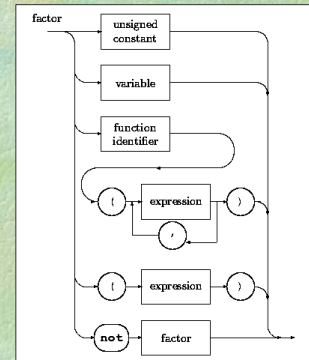 factor
unsigned
constant
variable
function
identifier
( expression )
,
( expression )
not factor